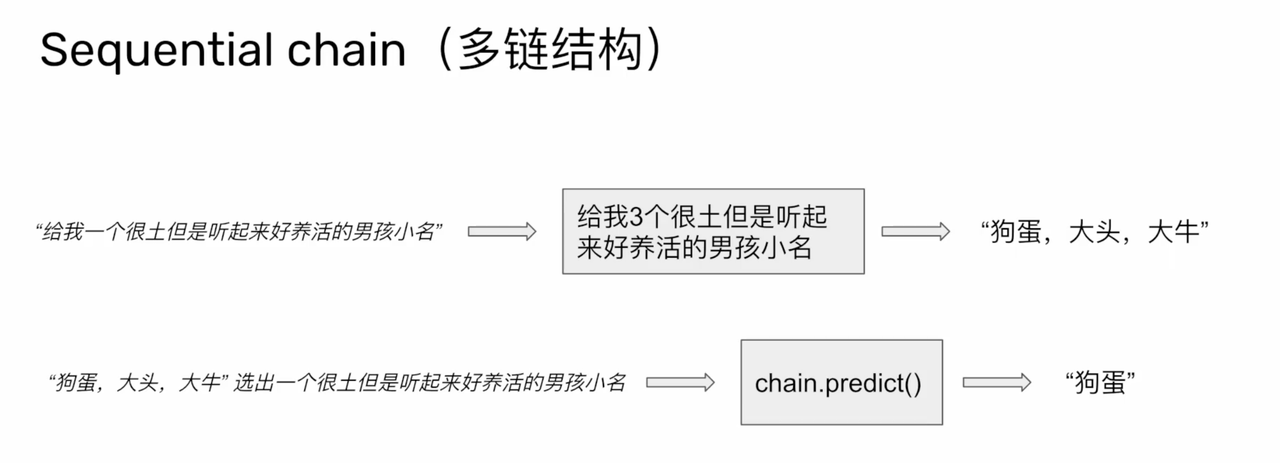 Sequential chain（多链结构）
“给我一个很土但是听起来好养活的男孩小名”
给我3个很土但是听起
来好养活的男孩小名
“狗蛋，大头，大牛”
“狗蛋，大头，大牛” 选出一个很土但是听起来好养活的男孩小名
chain.predict()
“狗蛋”